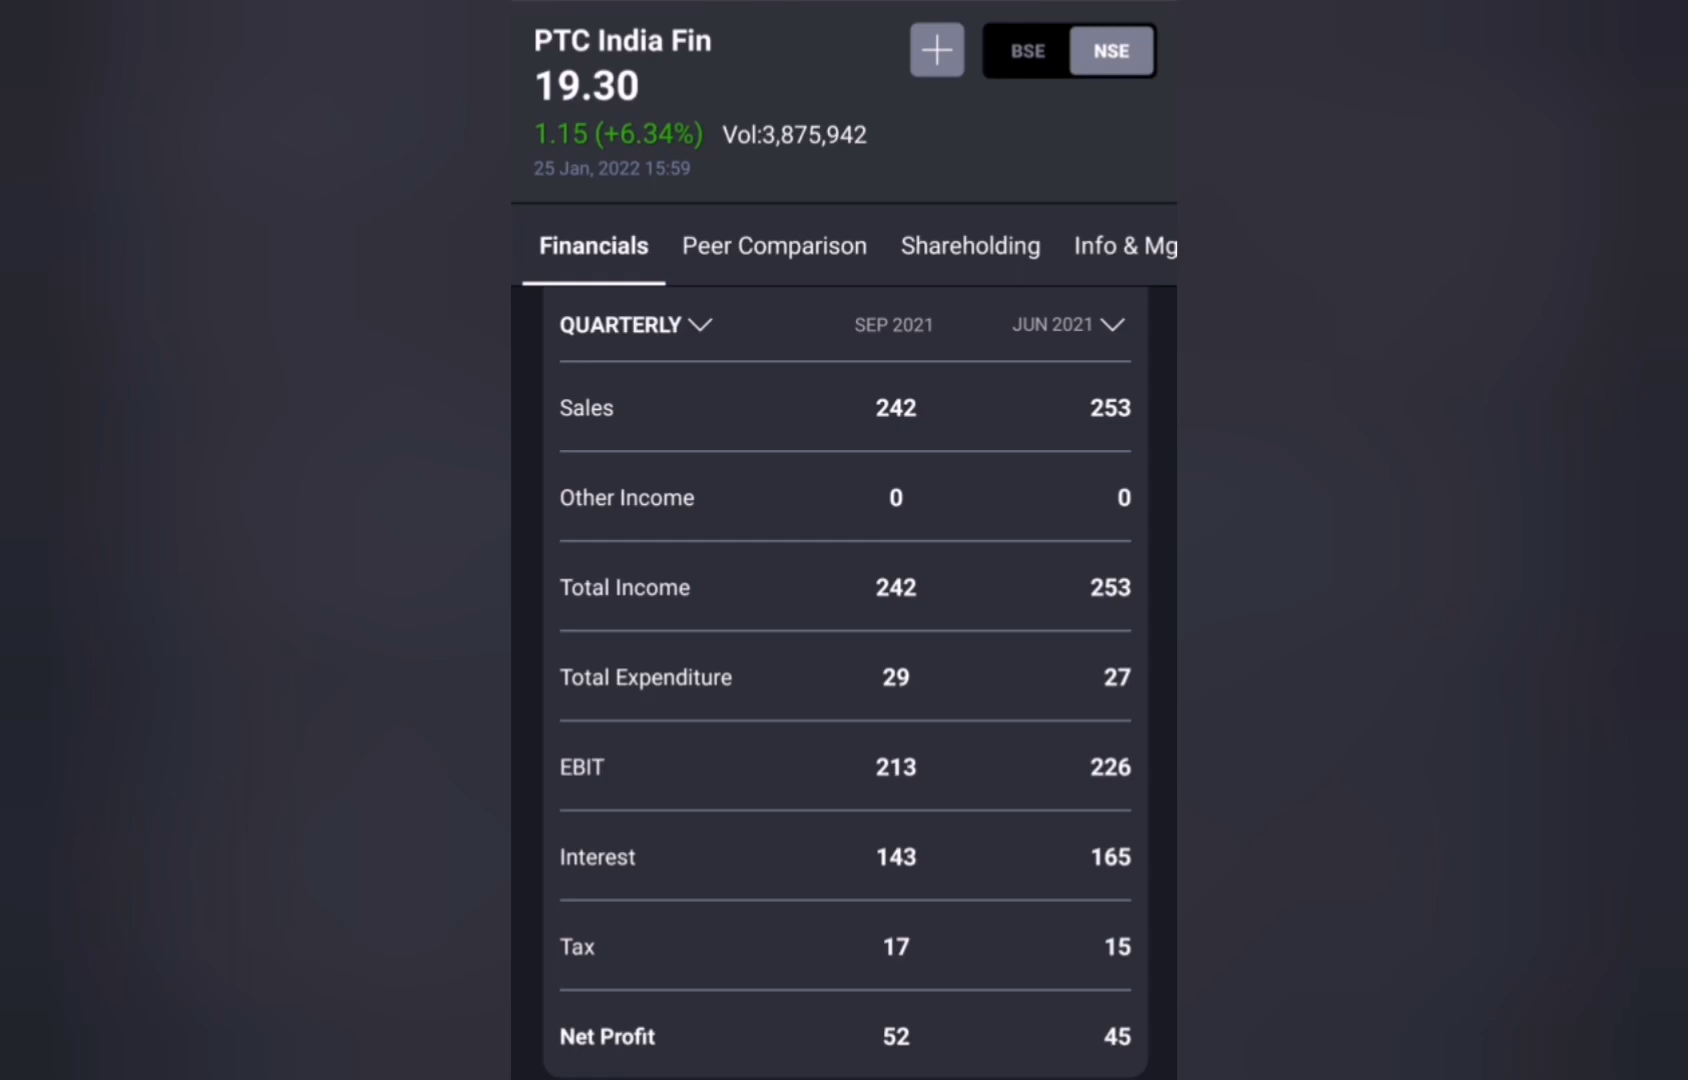 PTC India Fin
19.30
1.15 (+6.34%) Vol:3,875,942
25 Jan, 2022 15:59
BSE NSE
Financials Peer Comparison Shareholding Info & Mg
QUARTERLY SEP 2021 JUN 2021
Sales 242 253
Other Income 0 0
Total Income 242 253
Total Expenditure 29 27
EBIT 213 226
Interest 143 165
Tax 17 15
Net Profit 52 45